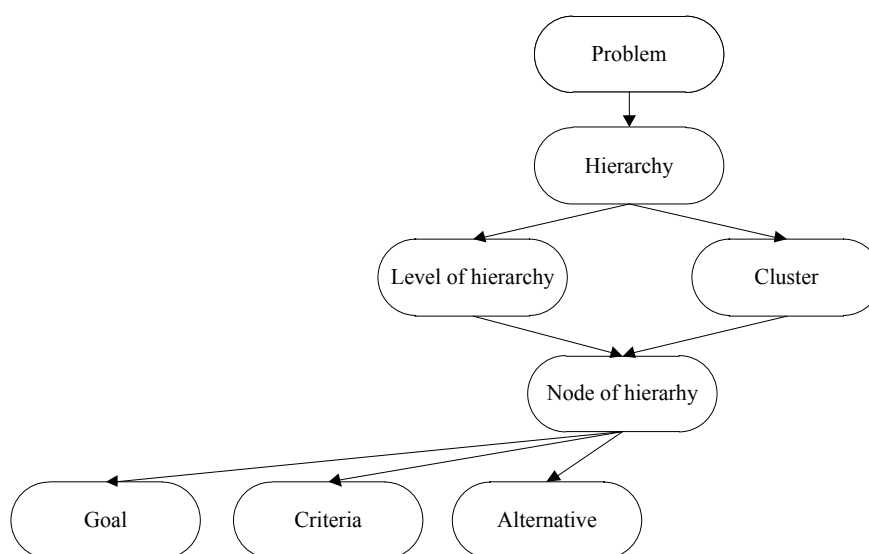 Problem
Hierarchy
Level of hierarchy
Cluster
Node of hierarhy
Goal
Criteria
Alternative